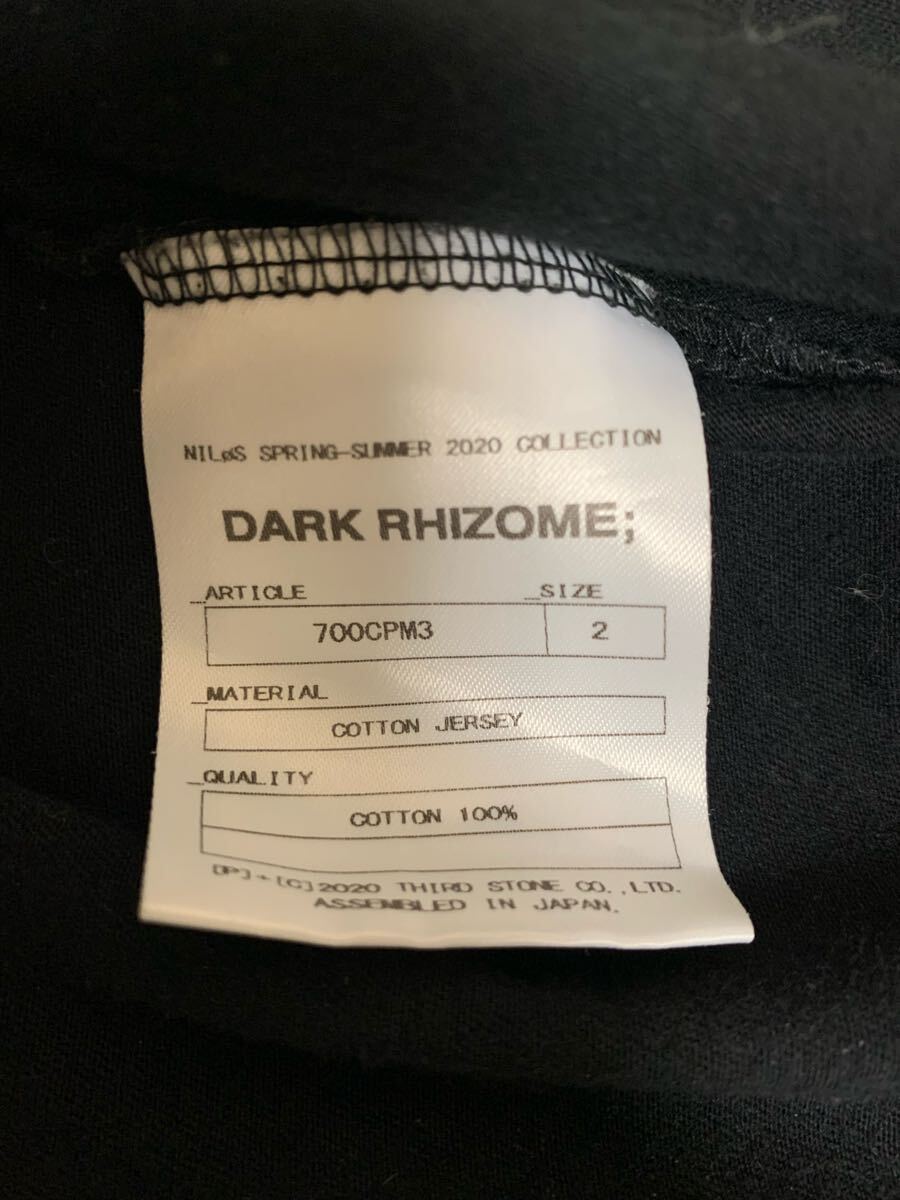 NILøS SPRING-SUMMER 2020 COLLECTION
DARK RHIZOME;
_ARTICLE _SIZE
700CPM3 2
_MATERIAL
COTTON JERSEY
_QUALITY
COTTON 100%
[P]+[C]2020 THIRD STONE CO.,LTD.
ASSEMBLED IN JAPAN.